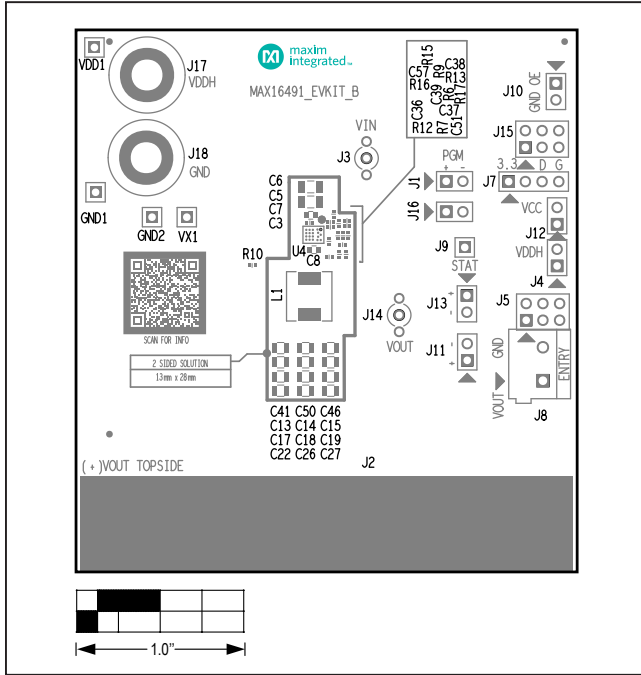 VDD1
J17
VDDH
maxim
integrated™
MAX16491_EVKIT_B
R15
C38
C57
R9
R13
R16
C39
R6
R17
C37
C36
R7
C51
R12
J10
GND OE
J15
J18
GND
VIN
J3
PGM
+ -
J1
3.3 D G
J7
GND1
C6
C5
C7
C3
J16
VCC
J12
GND2
VX1
U4
C8
J9
STAT
VDDH
J4
R10
L1
J13
J5
J14
VOUT
J11
GND
ENTRY
VOUT
J8
SCAN FOR INFO
2 SIDED SOLUTION
13mm x 28mm
C41 C50 C46
C13 C14 C15
C17 C18 C19
C22 C26 C27
J2
(+)VOUT TOPSIDE
1.0”